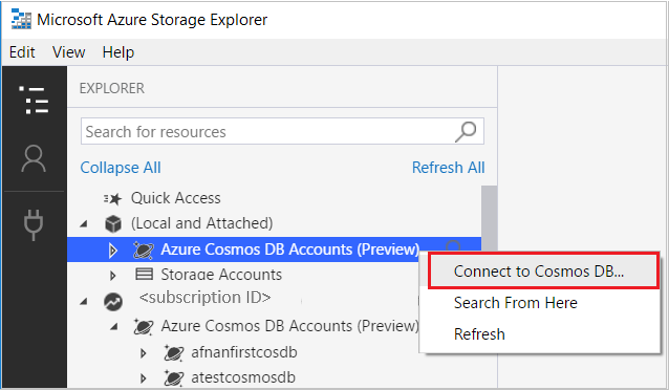 Microsoft Azure Storage Explorer
Edit View Help
EXPLORER
Search for resources
Collapse All Refresh All
Quick Access
(Local and Attached)
Azure Cosmos DB Accounts (Preview)
Connect to Cosmos DB...
Storage Accounts
Search From Here
<subscription ID>
Azure Cosmos DB Accounts (Preview)
Refresh
afnanfirstcosdb
atestcosmosdb